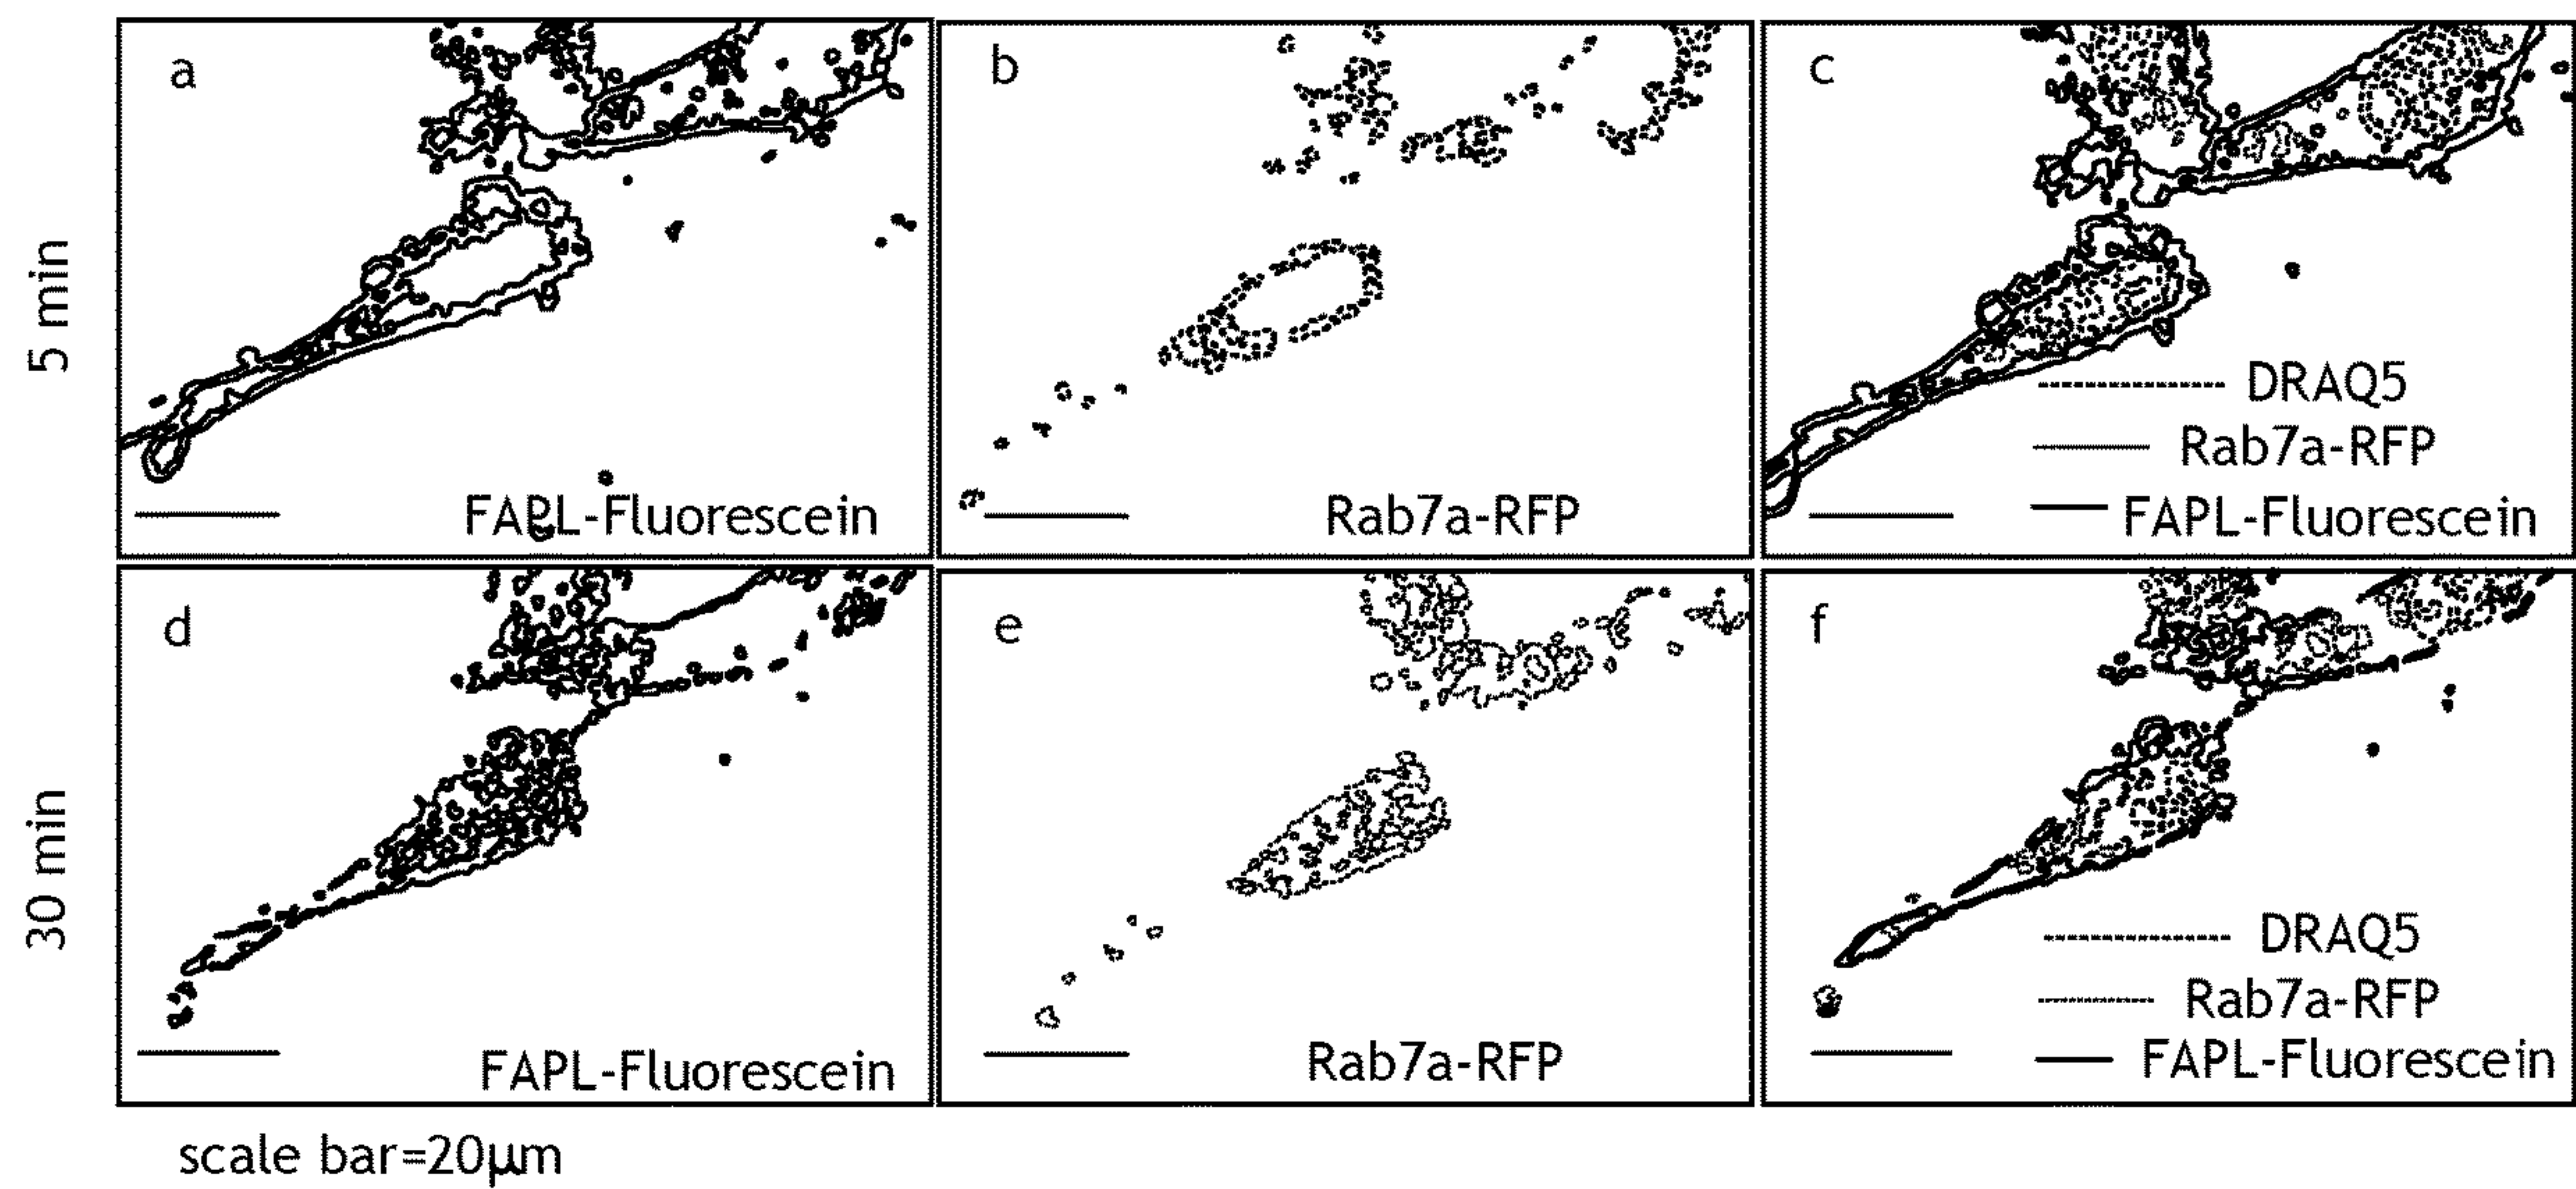 a
b
c
5 min
DRAQ5
Rab7a-RFP
FAPL-Fluorescein
Rab7a-RFP
FAPL-Fluorescein
d
e
f
30 min
DRAQ5
Rab7a-RFP
FAPL-Fluorescein
Rab7a-RFP
FAPL-Fluorescein
scale bar=20µm